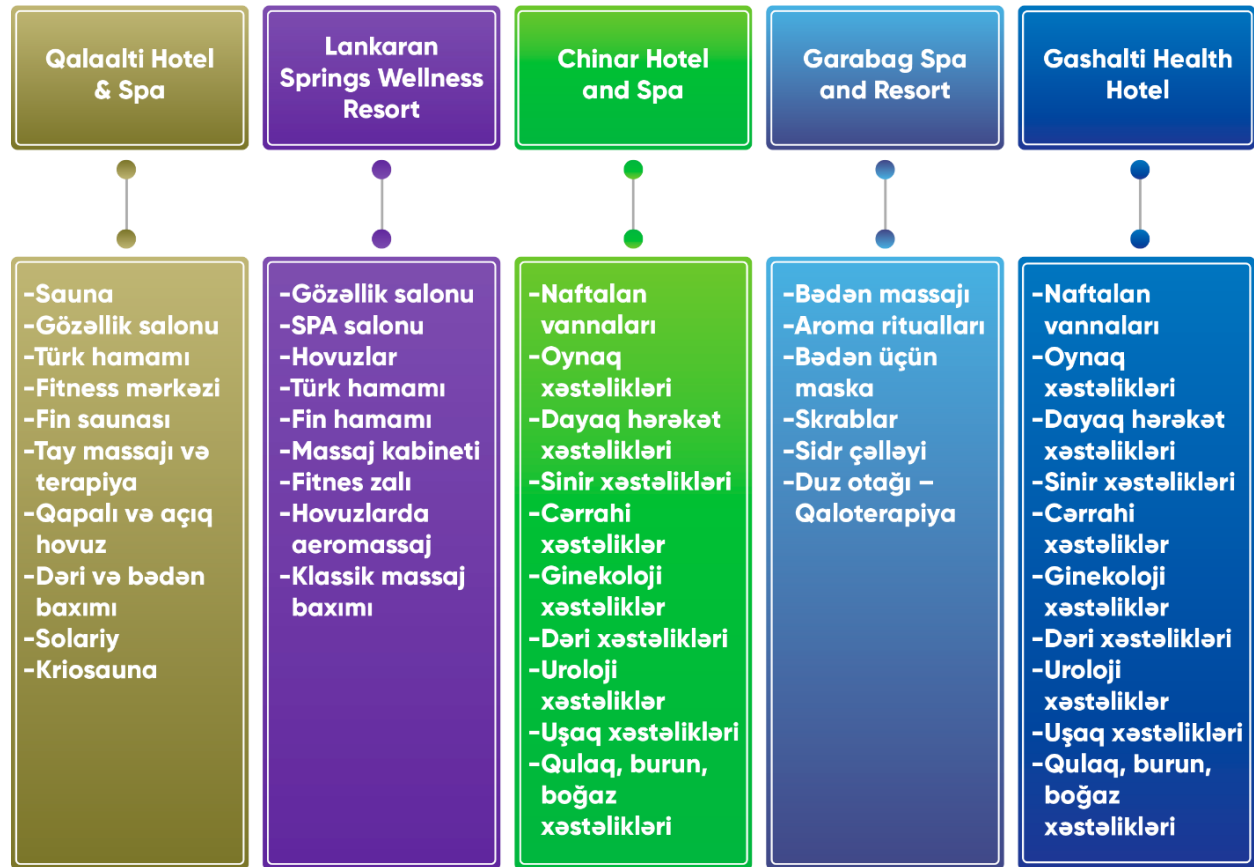 Qalaalti Hotel
& Spa
Lankaran
Springs Wellness
Resort
Chinar Hotel
and Spa
Garabag Spa
and Resort
Gashalti Health
Hotel
-Sauna
-Gözəllik salonu
-Türk hamamı
-Fitness mərkəzi
-Fin saunası
-Tay massajı və
terapiya
-Qapalı və açıq
hovuz
-Dəri və bədən
baxımı
-Solariy
-Kriosauna
-Gözəllik salonu
-SPA salonu
-Hovuzlar
-Türk hamamı
-Fin hamamı
-Massaj kabineti
-Fitnes zalı
-Hovuzlarda
aeromassaj
-Klassik massaj
baxımı
-Naftalan
vannaları
-Oynaq
xəstəlikləri
-Dayaq hərəkət
xəstəlikləri
-Sinir xəstəlikləri
-Cərrahi
xəstəliklər
-Ginekoloji
xəstəliklər
-Dəri xəstəlikləri
-Uroloji
xəstəliklər
-Uşaq xəstəlikləri
-Qulaq, burun,
boğaz
xəstəlikləri
-Bədən massajı
-Aroma ritualları
-Bədən üçün
maska
-Skrablar
-Sidr çəlləyi
-Duz otağı –
Qaloterapiya
-Naftalan
vannaları
-Oynaq
xəstəlikləri
-Dayaq hərəkət
xəstəlikləri
-Sinir xəstəlikləri
-Cərrahi
xəstəliklər
-Ginekoloji
xəstəliklər
-Dəri xəstəlikləri
-Uroloji
xəstəliklər
-Uşaq xəstəlikləri
-Qulaq, burun,
boğaz
xəstəlikləri